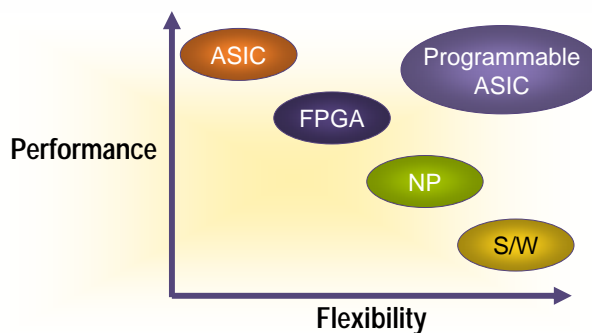 ASIC
Programmable
ASIC
FPGA
Performance
NP
S/W
Flexibility